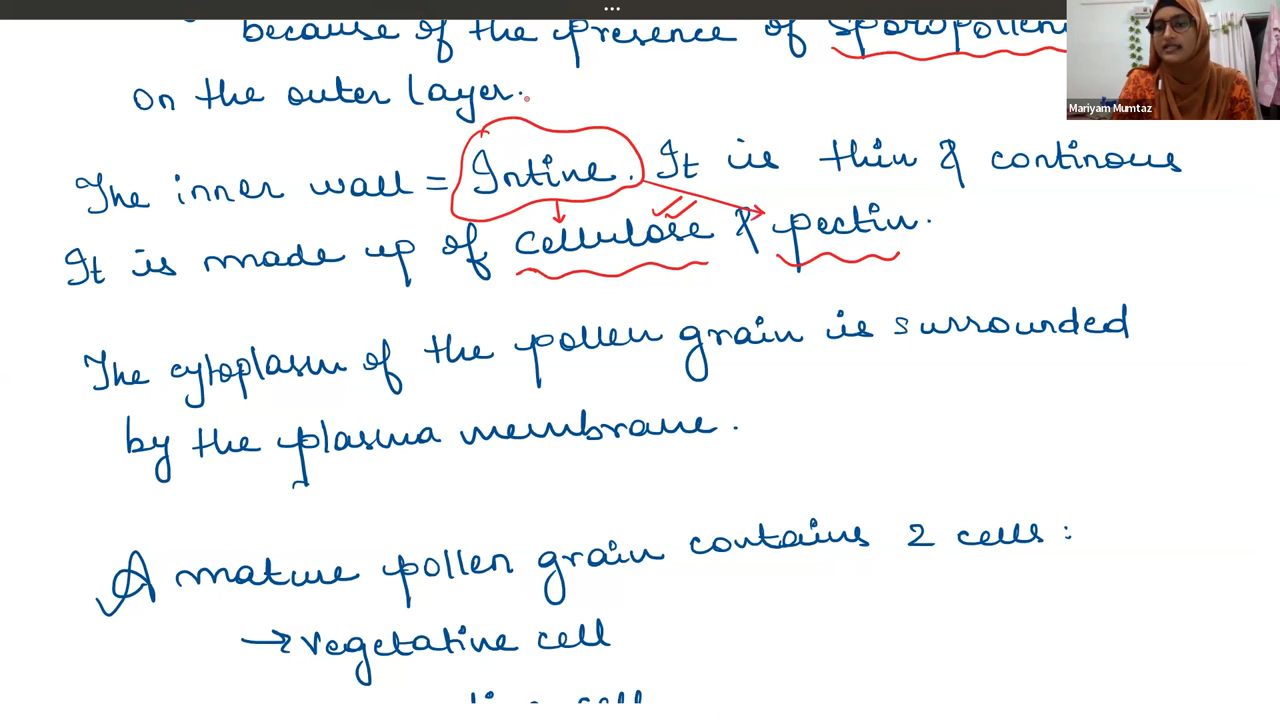 because of the presence of sporopollen
on the outer layer.
The inner wall = Intine. It is thin & continous
It is made up of cellulose & pectin.
The cytoplasm of the pollen grain is surrounded
by the plasma membrane.
A mature pollen grain contains 2 cells:
→ vegetative cell
cell
Mariyam Mumtaz